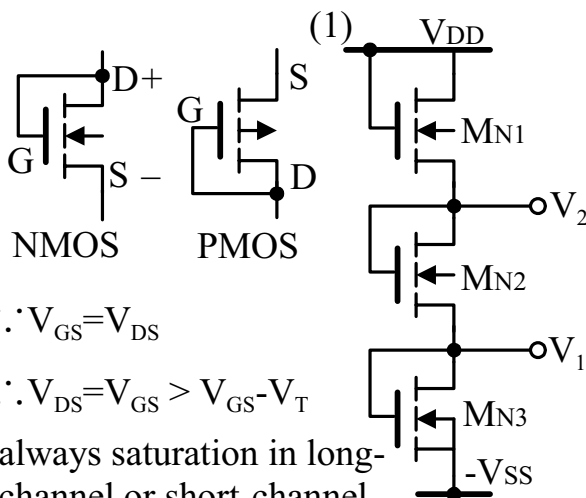 (1)
VDD
D+
S
G
G
MN1
S –
D
NMOS
PMOS
V2
MN2
∵VGS=VDS
V1
∴VDS=VGS > VGS-VT
MN3
always saturation in long-
channel or short-channel
-VSS